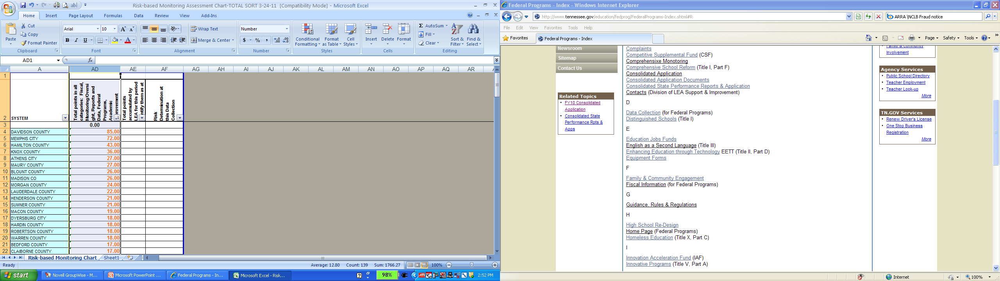 Risk-based Monitoring Assessment Chart-TOTAL SORT 3-24-11 [Compatibility Mode] - Microsoft Excel
Home Insert Page Layout Formulas Data Review View Add-Ins
Paste
Cut
Copy
Format Painter
Clipboard
Arial 10
B I U
Font
Wrap Text
Merge & Center
Alignment
Number
$ % ,
Number
Conditional Formatting
Format as Table
Cell Styles
Styles
Insert Delete Format
Cells
Σ AutoSum
Fill
Clear
Sort & Filter
Find & Select
Editing
AD1 fx
A AD AE AF AG AH AI AJ AK AL AM AN AO AP AQ AR
1
2 SYSTEM
Total points in all
categories: Fiscal,
Monitoring/Oversi
ght, Reports and
Data, Federal
Programs,
Academic
Total points
accumulated by
LEA for this period
Risk
Determination at
this Data
Collection
3 0.00
4 DAVIDSON COUNTY 85.00
5 MEMPHIS CITY 72.00
6 HAMILTON COUNTY 43.00
7 KNOX COUNTY 36.00
8 ATHENS CITY 27.00
9 MAURY COUNTY 27.00
10 BLOUNT COUNTY 26.00
11 MADISON CO 26.00
12 MORGAN COUNTY 24.00
13 LAUDERDALE COUNTY 22.00
14 HENDERSON COUNTY 21.00
15 SUMNER COUNTY 21.00
16 MACON COUNTY 19.00
17 DYERSBURG CITY 18.00
18 HARDIN COUNTY 18.00
19 ROBERTSON COUNTY 18.00
20 WARREN COUNTY 18.00
21 BEDFORD COUNTY 17.00
22 CLAIBORNE COUNTY 17.00
Risk-based Monitoring Chart Sheet1
Ready Average: 12.80 Count: 139 Sum: 1766.27 100%
start Novell GroupWise - M... Microsoft PowerPoint ... Federal Programs - In... Microsoft Excel - Risk... 98% ATI 2:52 PM
Federal Programs - Index - Windows Internet Explorer
http://www.tennessee.gov/education/fedprog/FederalPrograms-Index.shtml#R ARRA \NCLB Fraud notice
File Edit View Favorites Tools Help
Favorites Federal Programs - Index Page Safety Tools
Newsroom
Sitemap
Contact Us
Related Topics
• FY10 Consolidated
Application
• Consolidated State
Performance Rpts &
Apps
Complaints
Competitive Supplemental Fund (CSF)
Comprehensixe Monotoring
Comprehensive School Reform (Title I, Part F)
Consolidated Application
Consolidated Application Documents
Consolidated State Performance Reports & Application
Contacts (Division of LEA Support & Improvement)
D
Data Collection (for Federal Programs)
Distinguished Schools (Title I)
E
Education Jobs Funds
English as a Second Language (Title III)
Enhancing Education through Technology EETT (Title II, Part D)
Equipment Forms
F
Family & Community Engagement
Fiscal Information (for Federal Programs)
G
Guidance, Rules & Regulations
H
High School Re-Design
Home Page (Federal Programs)
Homeless Education (Title X, Part C)
I
Innovation Acceleration Fund (IAF)
Innovative Programs (Title V, Part A)
Family & Community
Involvement
Agency Services
• Public School Directory
• Teacher Employment
• Teacher Look-up
More
TN.GOV Services
• Renew Driver's License
• One Stop Business
Registration
More
Internet 100%